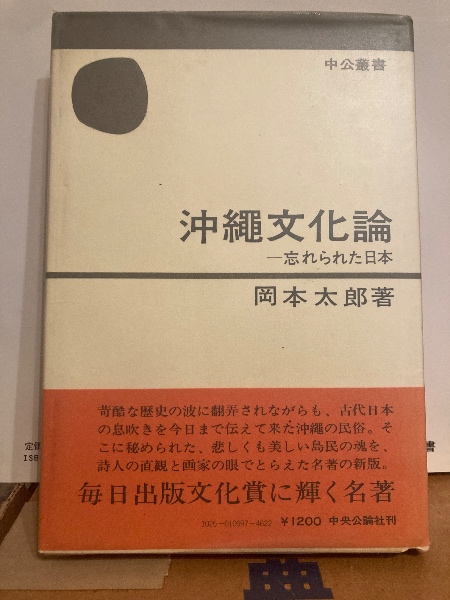 中公叢書
沖繩文化論
―忘れられた日本
岡本太郎著
苛酷な歴史の波に翻弄されながらも、古代日本
の息吹きを今日まで伝えて来た沖縄の民俗。そ
こに秘められた、悲しくも美しい島民の魂を、
詩人の直観と画家の眼でとらえた名著の新版。
毎日出版文化賞に輝く名著
¥1200 中央公論社刊
定価
ISB
書